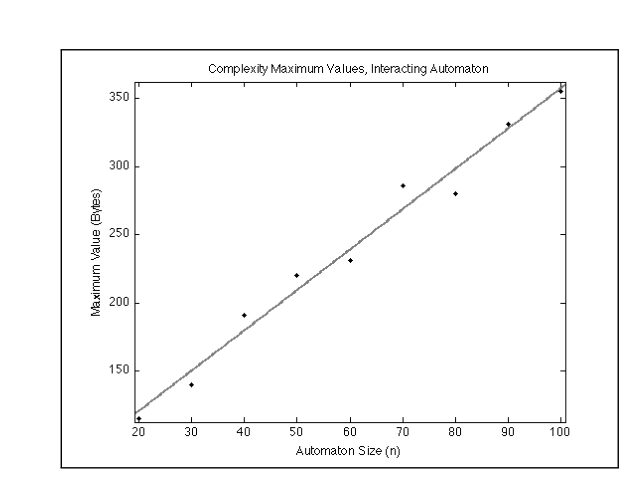 Complexity Maximum Values, Interacting Automaton
350
300
250
200
150
Maximum Value (Bytes)
20 30 40 50 60 70 80 90 100
Automaton Size (n)